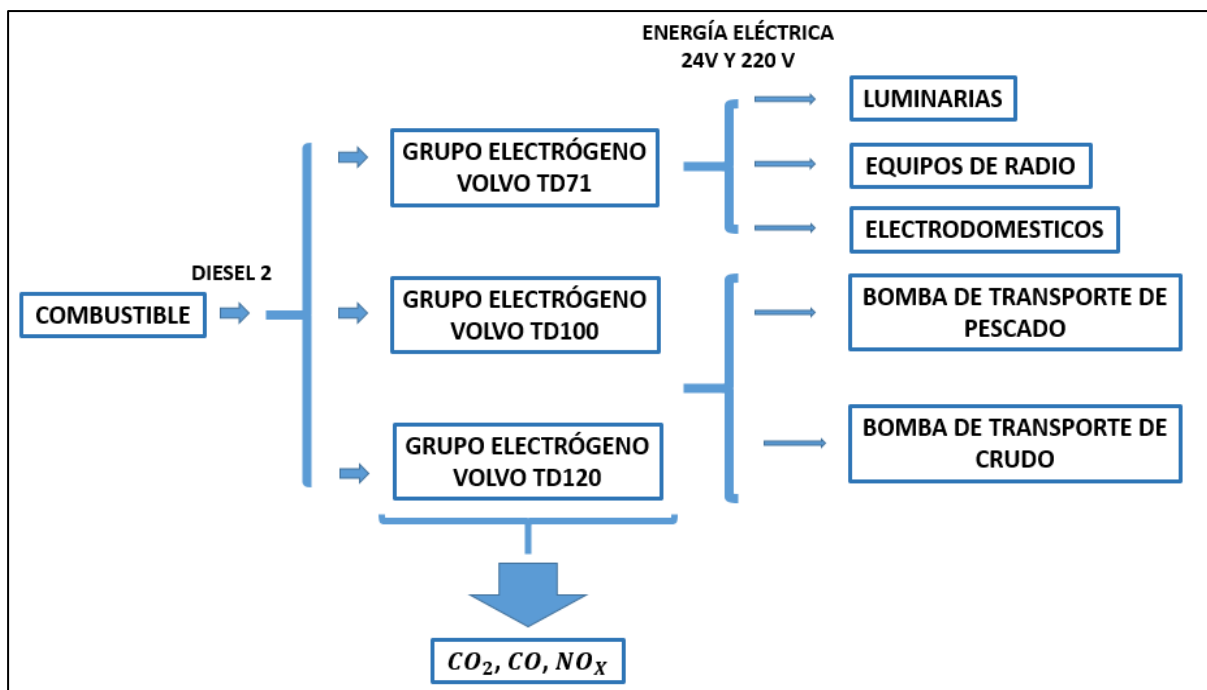 ENERGÍA ELÉCTRICA
24V Y 220 V
LUMINARIAS
GRUPO ELECTRÓGENO
VOLVO TD71
EQUIPOS DE RADIO
ELECTRODOMESTICOS
DIESEL 2
COMBUSTIBLE
GRUPO ELECTRÓGENO
VOLVO TD100
BOMBA DE TRANSPORTE DE
PESCADO
GRUPO ELECTRÓGENO
VOLVO TD120
BOMBA DE TRANSPORTE DE
CRUDO
CO₂, CO, NOₓ